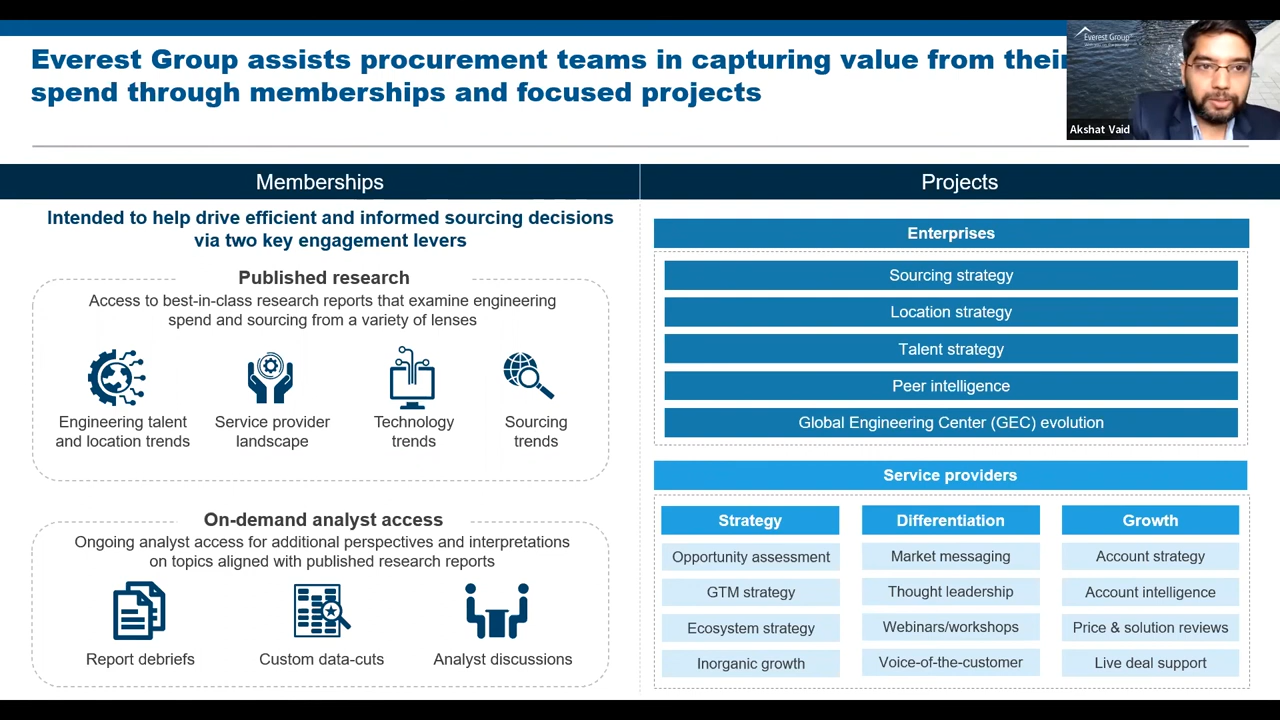 Everest Group assists procurement teams in capturing value from their
spend through memberships and focused projects
Everest Group
Akshat Vaid
Memberships
Intended to help drive efficient and informed sourcing decisions
via two key engagement levers
Published research
Access to best-in-class research reports that examine engineering
spend and sourcing from a variety of lenses
Engineering talent
and location trends
Service provider
landscape
Technology
trends
Sourcing
trends
On-demand analyst access
Ongoing analyst access for additional perspectives and interpretations
on topics aligned with published research reports
Report debriefs
Custom data-cuts
Analyst discussions
Projects
Enterprises
Sourcing strategy
Location strategy
Talent strategy
Peer intelligence
Global Engineering Center (GEC) evolution
Service providers
Strategy
Opportunity assessment
GTM strategy
Ecosystem strategy
Inorganic growth
Differentiation
Market messaging
Thought leadership
Webinars/workshops
Voice-of-the-customer
Growth
Account strategy
Account intelligence
Price & solution reviews
Live deal support